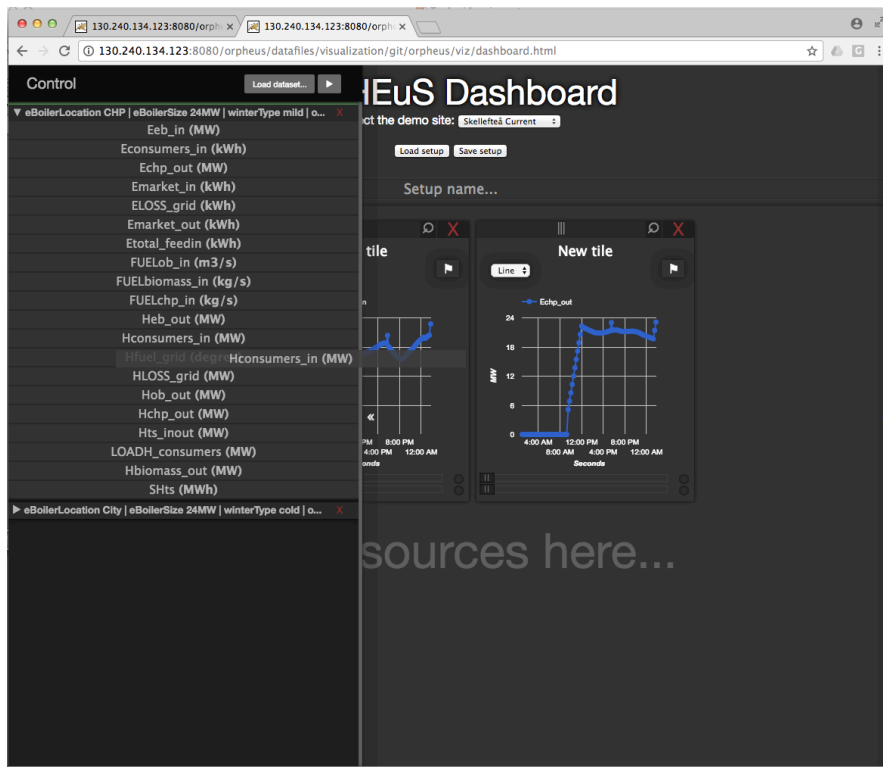 130.240.134.123:8080/orph
130.240.134.123:8080/orph
130.240.134.123:8080/orpheus/datafiles/visualization/git/orpheus/viz/dashboard.html
Control
Load dataset...
HEuS Dashboard
ct the demo site: Skellefteå Current
Load setup Save setup
Setup name...
▼ eBoilerLocation CHP | eBoilerSize 24MW | winterType mild | o... X
Eeb_in (MW)
Econsumers_in (kWh)
Echp_out (MW)
Emarket_in (kWh)
ELOSS_grid (kWh)
Emarket_out (kWh)
Etotal_feedin (kWh)
FUELob_in (m3/s)
FUELbiomass_in (kg/s)
FUELchp_in (kg/s)
Heb_out (MW)
Hconsumers_in (MW)
Hfuel_grid (degre
Hconsumers_in (MW)
HLOSS_grid (MW)
Hob_out (MW)
Hchp_out (MW)
Hts_inout (MW)
LOADH_consumers (MW)
Hbiomass_out (MW)
SHts (MWh)
▶ eBoilerLocation City | eBoilerSize 24MW | winterType cold | o... X
X
tile
n
«
PM 8:00 PM
4:00 PM 12:00 AM
onds
X
New tile
Line
Echp_out
24
18
12
6
0
MW
4:00 AM 12:00 PM 8:00 PM
8:00 AM 4:00 PM 12:00 AM
Seconds
sources here...